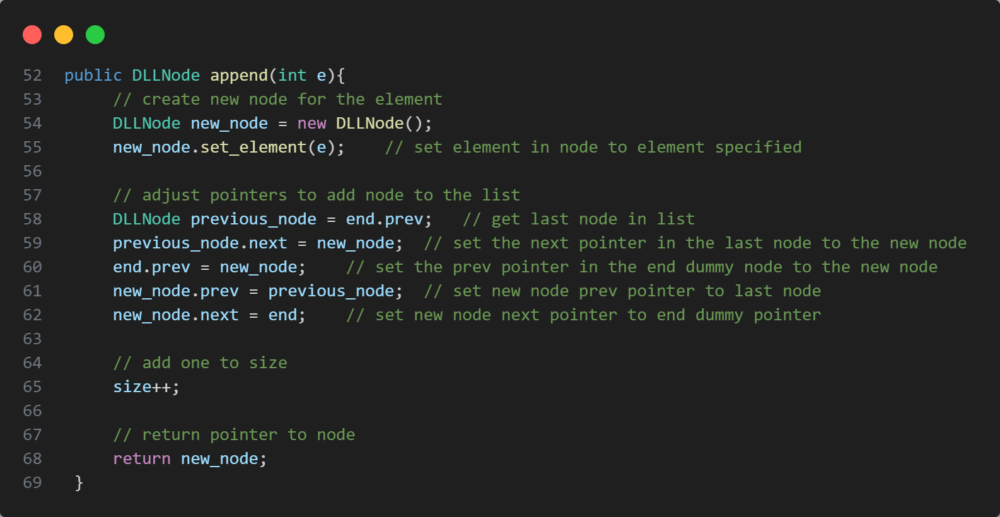 52 public DLLNode append(int e){
53 // create new node for the element
54 DLLNode new_node = new DLLNode();
55 new_node.set_element(e); // set element in node to element specified
56
57 // adjust pointers to add node to the list
58 DLLNode previous_node = end.prev; // get last node in list
59 previous_node.next = new_node; // set the next pointer in the last node to the new node
60 end.prev = new_node; // set the prev pointer in the end dummy node to the new node
61 new_node.prev = previous_node; // set new node prev pointer to last node
62 new_node.next = end; // set new node next pointer to end dummy pointer
63
64 // add one to size
65 size++;
66
67 // return pointer to node
68 return new_node;
69 }